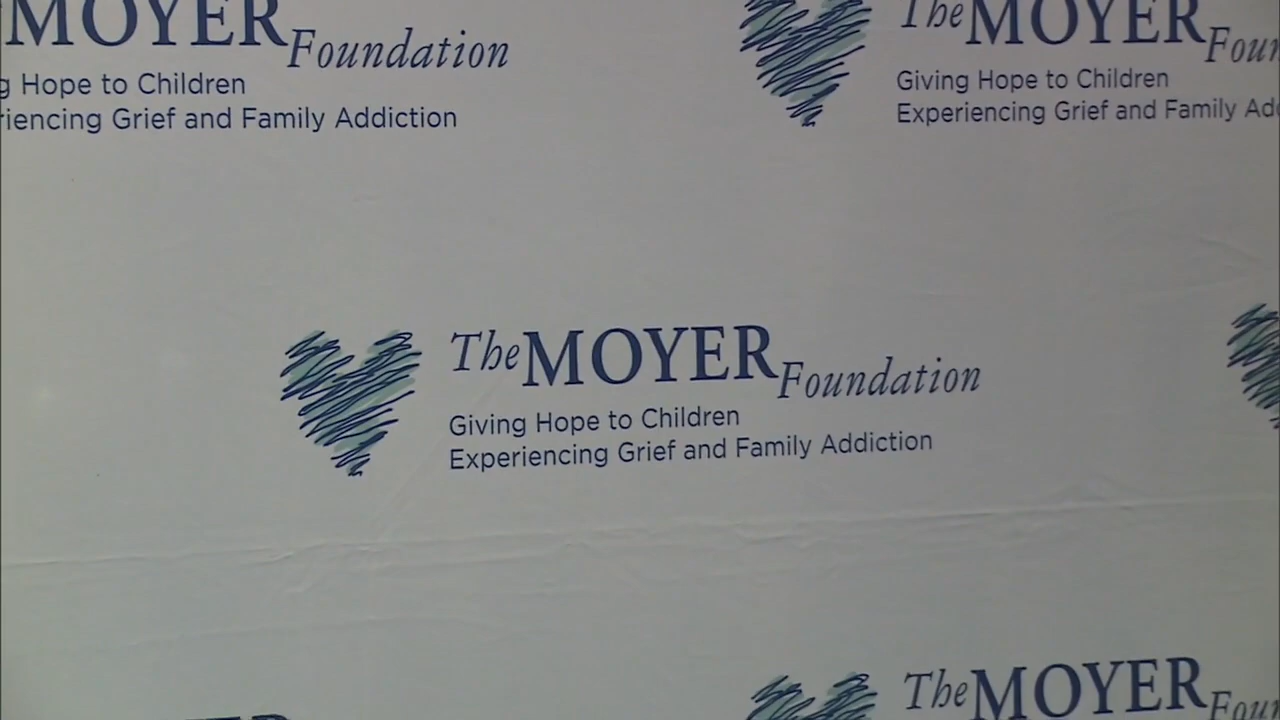 MOYER Foundation
g Hope to Children
riencing Grief and Family Addiction
The MOYER Foun
Giving Hope to Children
Experiencing Grief and Family Ad
The MOYER Foundation
Giving Hope to Children
Experiencing Grief and Family Addiction
The MOYER Foun